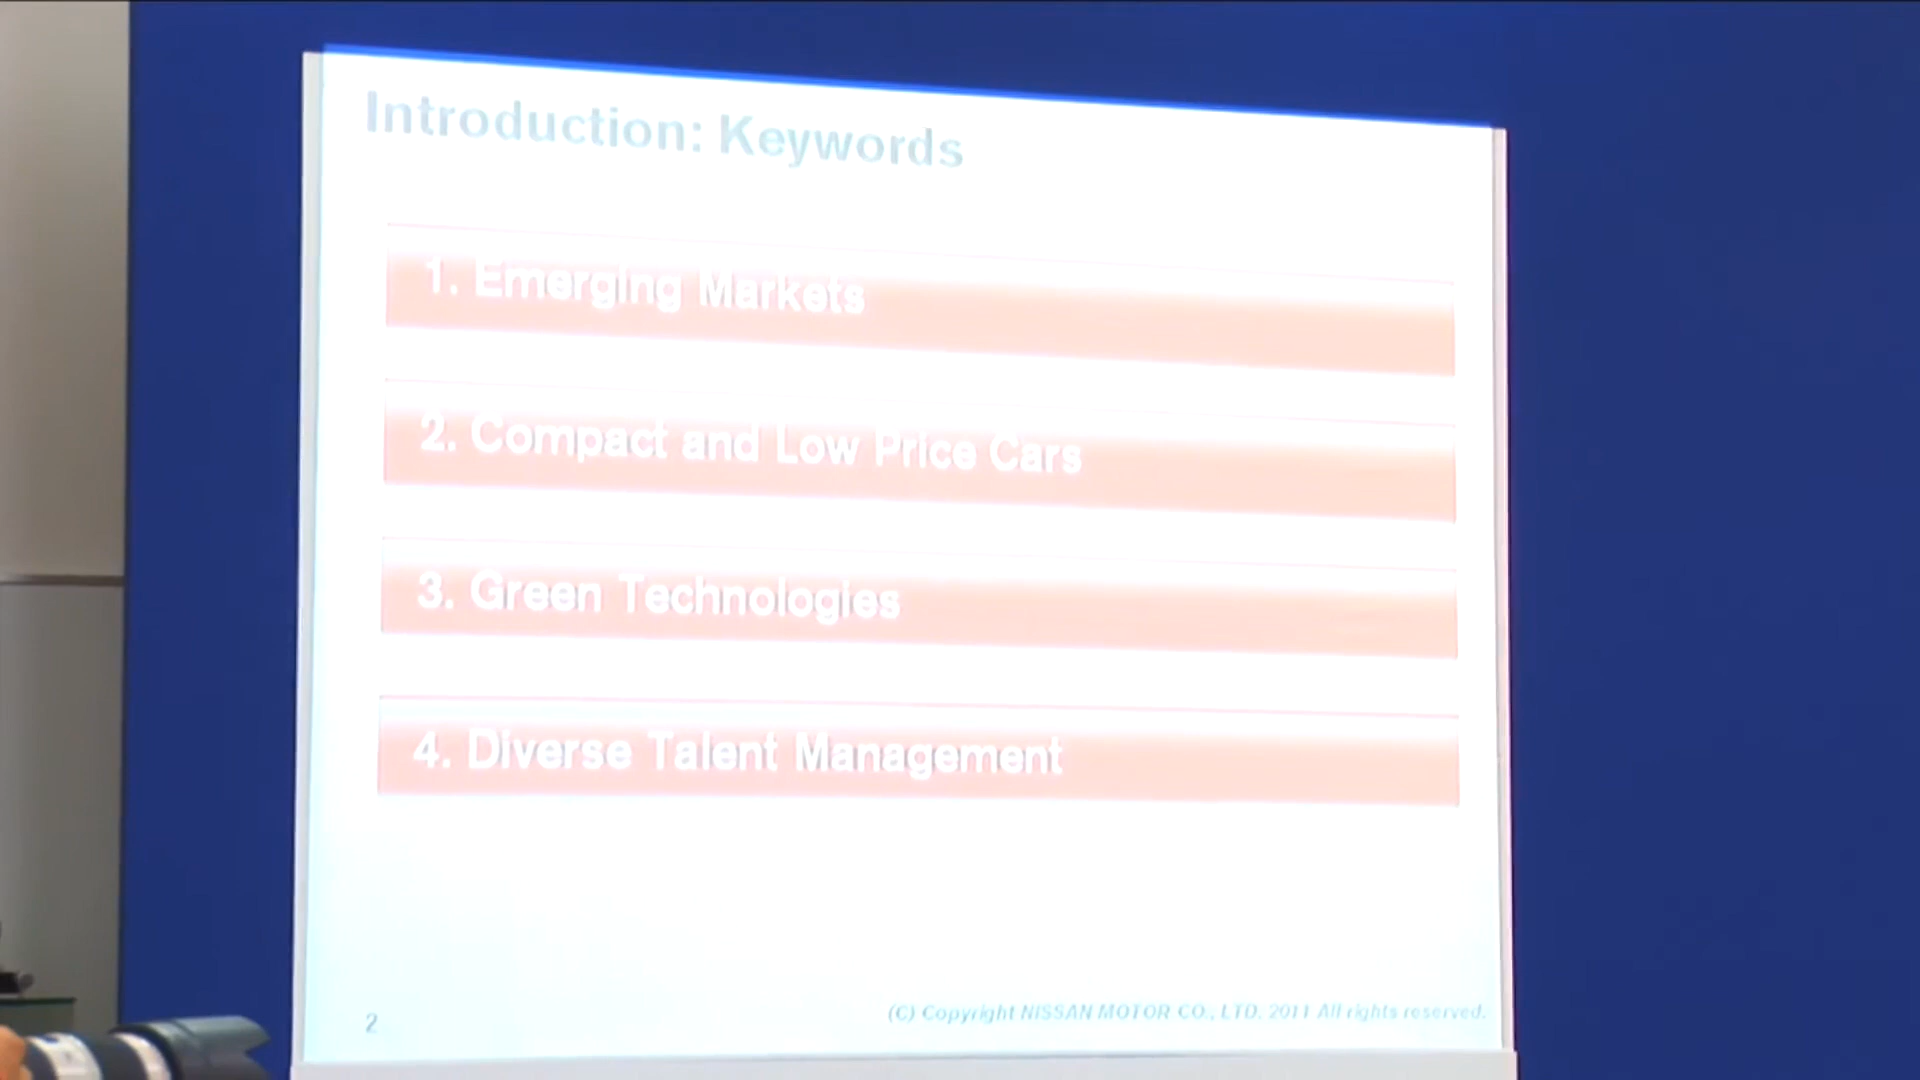 Introduction: Keywords
1. Emerging Markets
2. Compact and Low Price Cars
3. Green Technologies
4. Diverse Talent Management
2
(C) Copyright NISSAN MOTOR CO., LTD. 2011 All rights reserved.